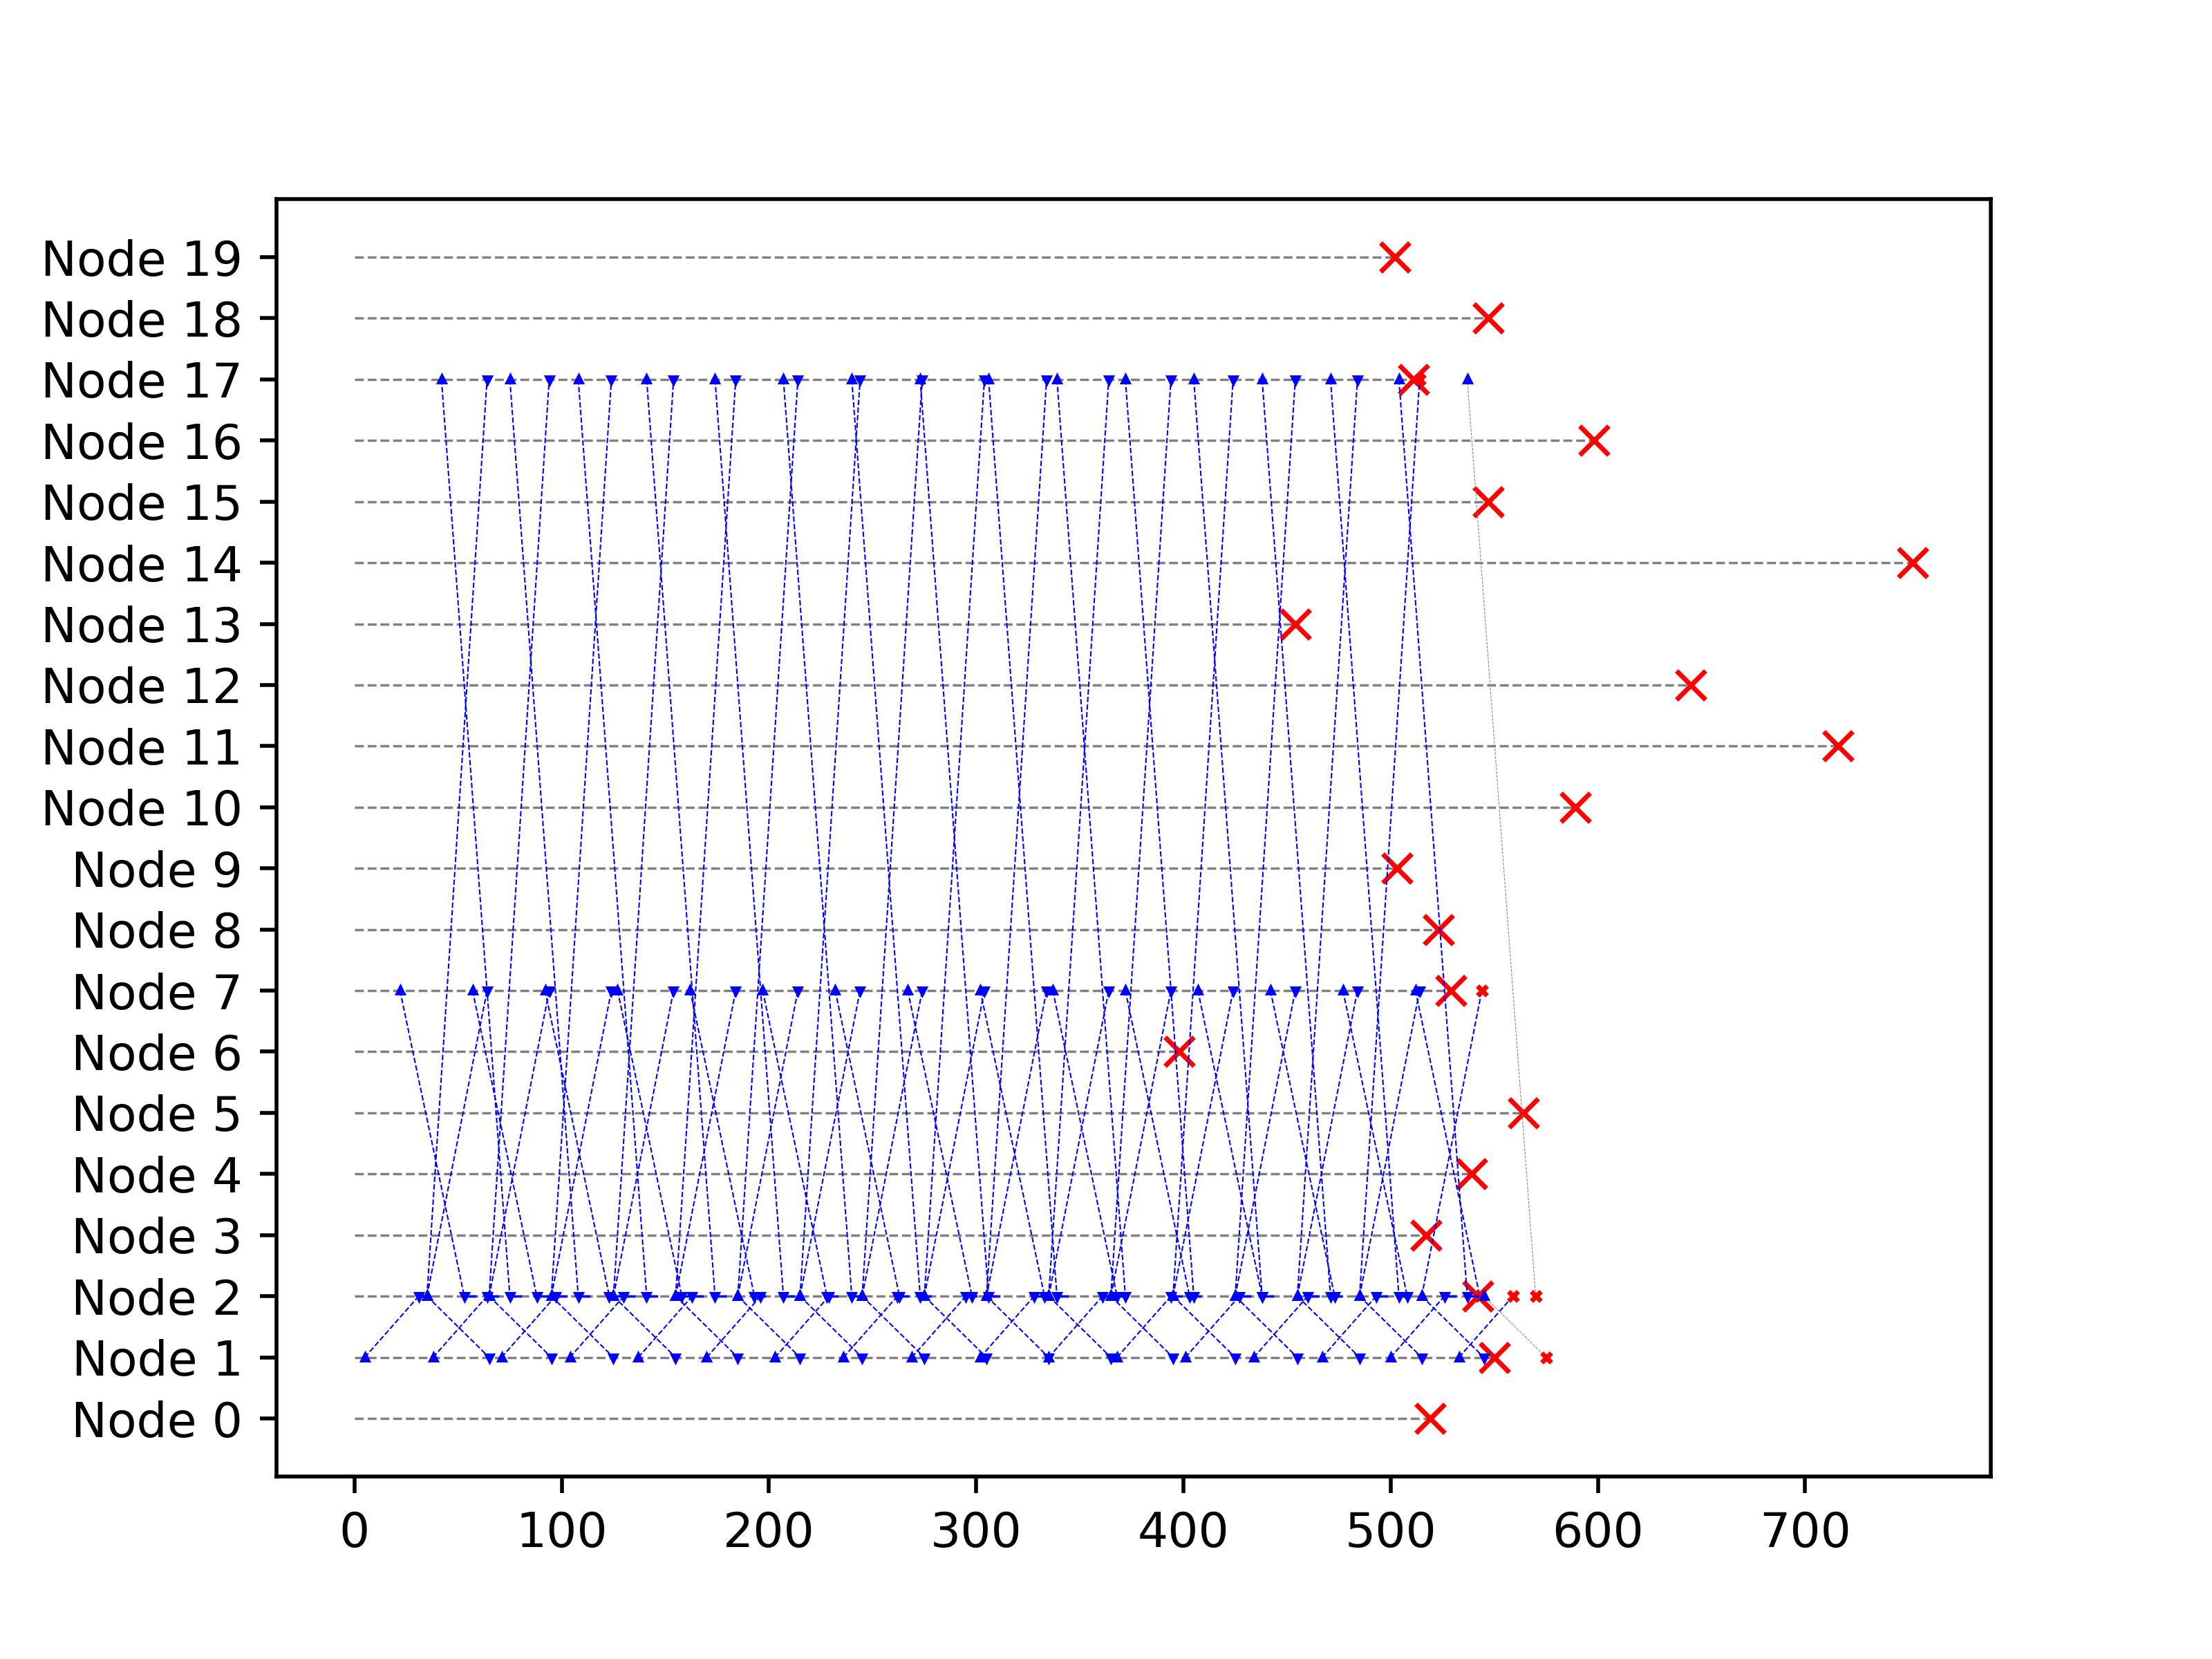 Node 19
Node 18
Node 17
Node 16
Node 15
Node 14
Node 13
Node 12
Node 11
Node 10
Node 9
Node 8
Node 7
Node 6
Node 5
Node 4
Node 3
Node 2
Node 1
Node 0
0 100 200 300 400 500 600 700